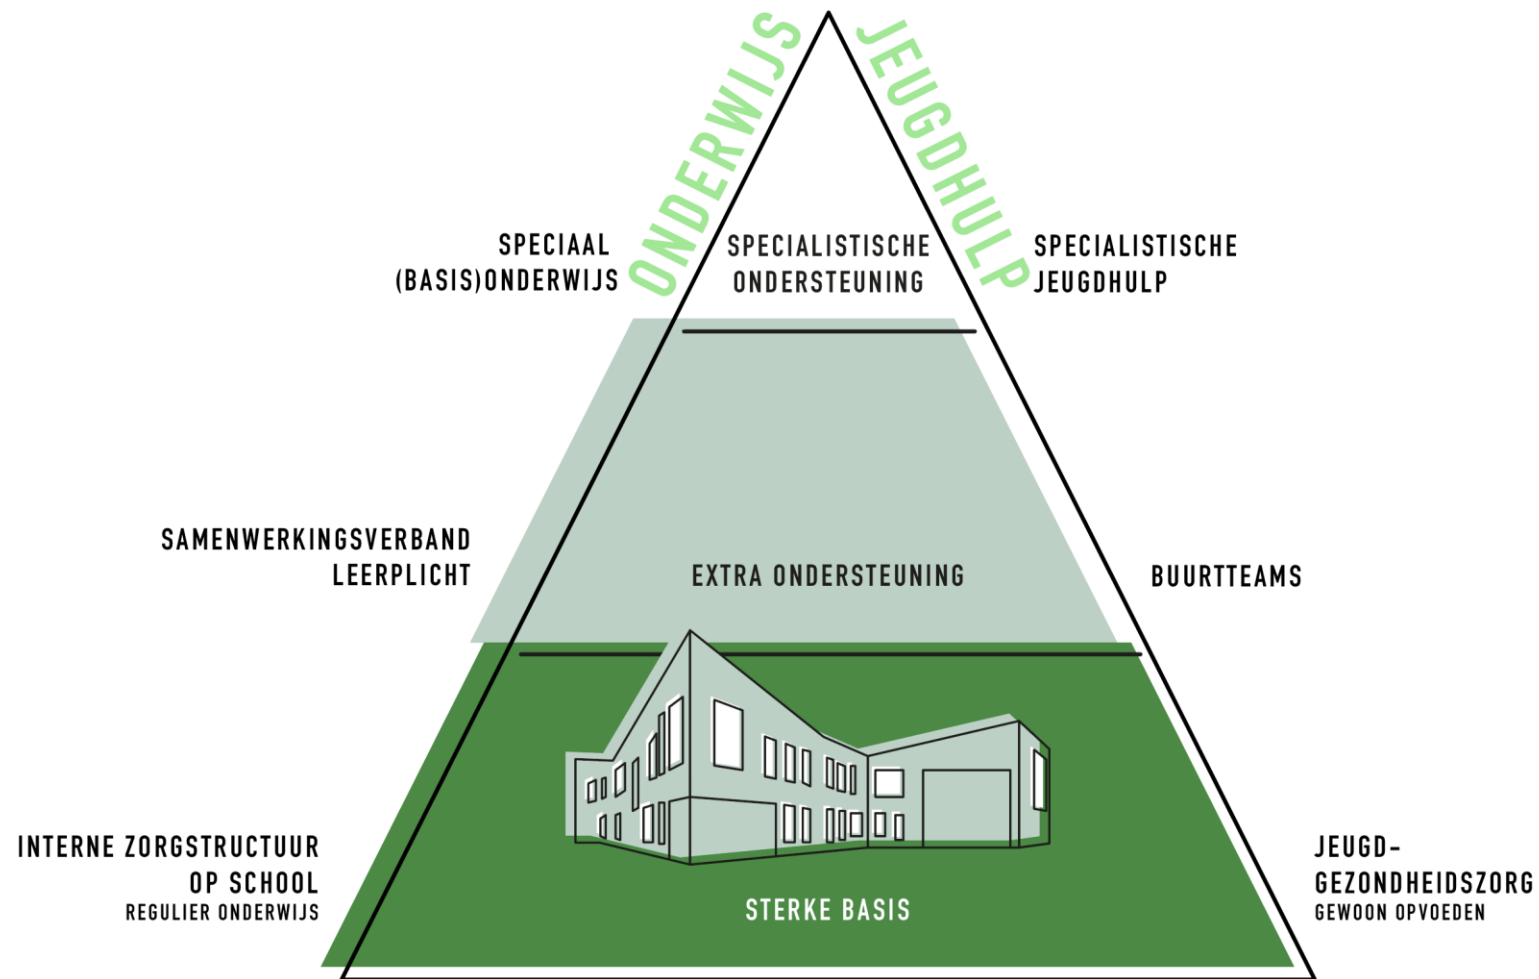 ONDERWIJS
JEUGDHULP
SPECIAAL
(BASIS)ONDERWIJS
SPECIALISTISCHE
ONDERSTEUNING
SPECIALISTISCHE
JEUGDHULP
SAMENWERKINGSVERBAND
LEERPLICHT
EXTRA ONDERSTEUNING
BUURTTEAMS
INTERNE ZORGSTRUCTUUR
OP SCHOOL
REGULIER ONDERWIJS
STERKE BASIS
JEUGD-
GEZONDHEIDSZORG
GEWOON OPVOEDEN